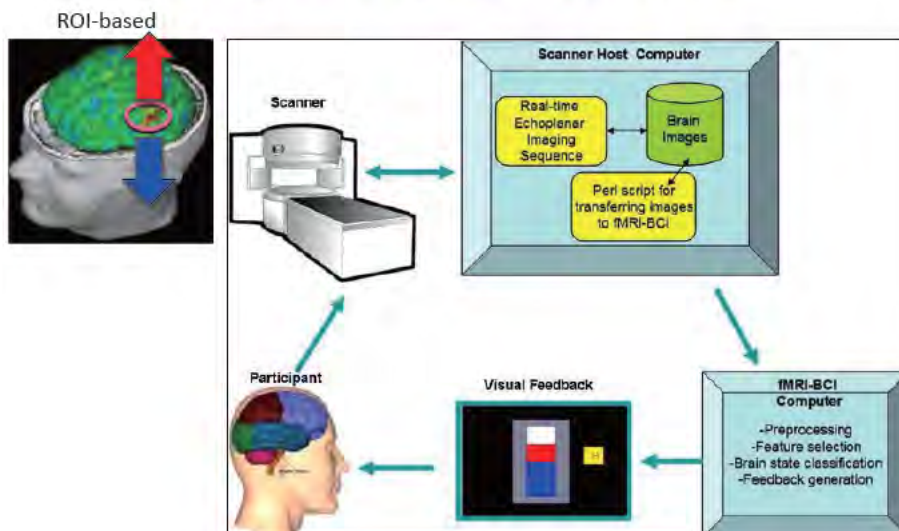 ROI-based
Scanner Host Computer
Scanner
Real-time
Echoplanar
Imaging
Sequence
Brain
Images
Perl script for
transferring images
to fMRI-BCI
Participant
Visual Feedback
fMRI-BCI
Computer
-Preprocessing
-Feature selection
-Brain state classification
-Feedback generation